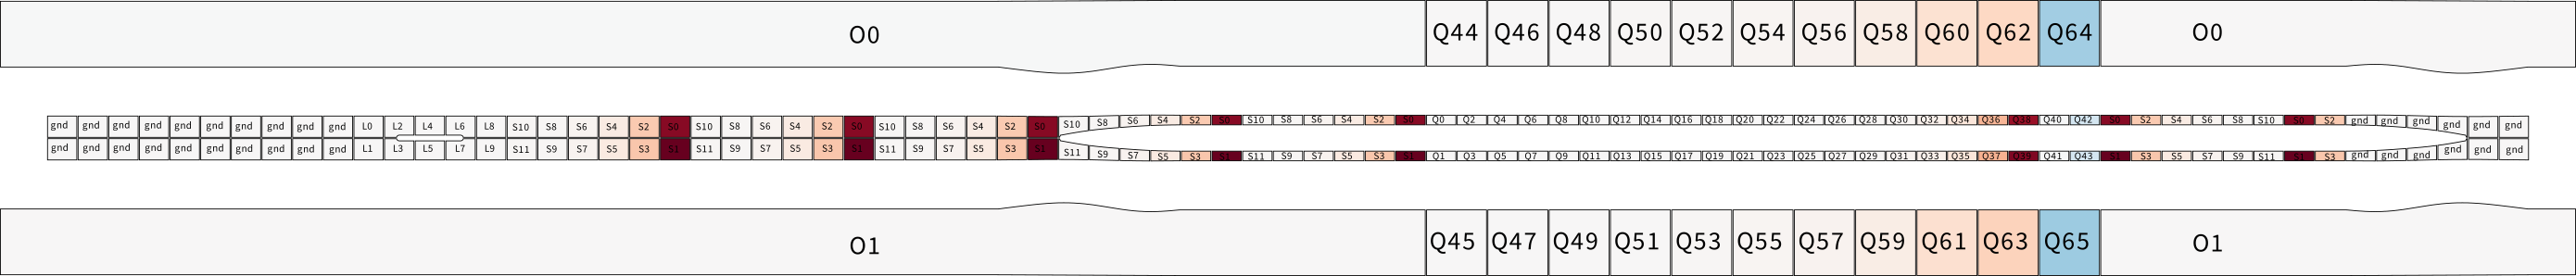 O0 Q44 Q46 Q48 Q50 Q52 Q54 Q56 Q58 Q60 Q62 Q64 O0
gnd gnd gnd gnd gnd gnd gnd gnd gnd gnd L0 L2 L4 L6 L8 S10 S8 S6 S4 S2 S0 S10 S8 S6 S4 S2 S0 S10 S8 S6 S4 S2 S0 S10 S8 S6 S4 S2 S0 S10 S8 S6 S4 S2 S0 Q0 Q2 Q4 Q6 Q8 Q10 Q12 Q14 Q16 Q18 Q20 Q22 Q24 Q26 Q28 Q30 Q32 Q34 Q36 Q38 Q40 Q42 S0 S2 S4 S6 S8 S10 S0 S2 gnd gnd gnd gnd gnd gnd
gnd gnd gnd gnd gnd gnd gnd gnd gnd gnd L1 L3 L5 L7 L9 S11 S9 S7 S5 S3 S1 S11 S9 S7 S5 S3 S1 S11 S9 S7 S5 S3 S1 S11 S9 S7 S5 S3 S1 S11 S9 S7 S5 S3 S1 Q1 Q3 Q5 Q7 Q9 Q11 Q13 Q15 Q17 Q19 Q21 Q23 Q25 Q27 Q29 Q31 Q33 Q35 Q37 Q39 Q41 Q43 S1 S3 S5 S7 S9 S11 S1 S3 gnd gnd gnd gnd gnd gnd
O1 Q45 Q47 Q49 Q51 Q53 Q55 Q57 Q59 Q61 Q63 Q65 O1